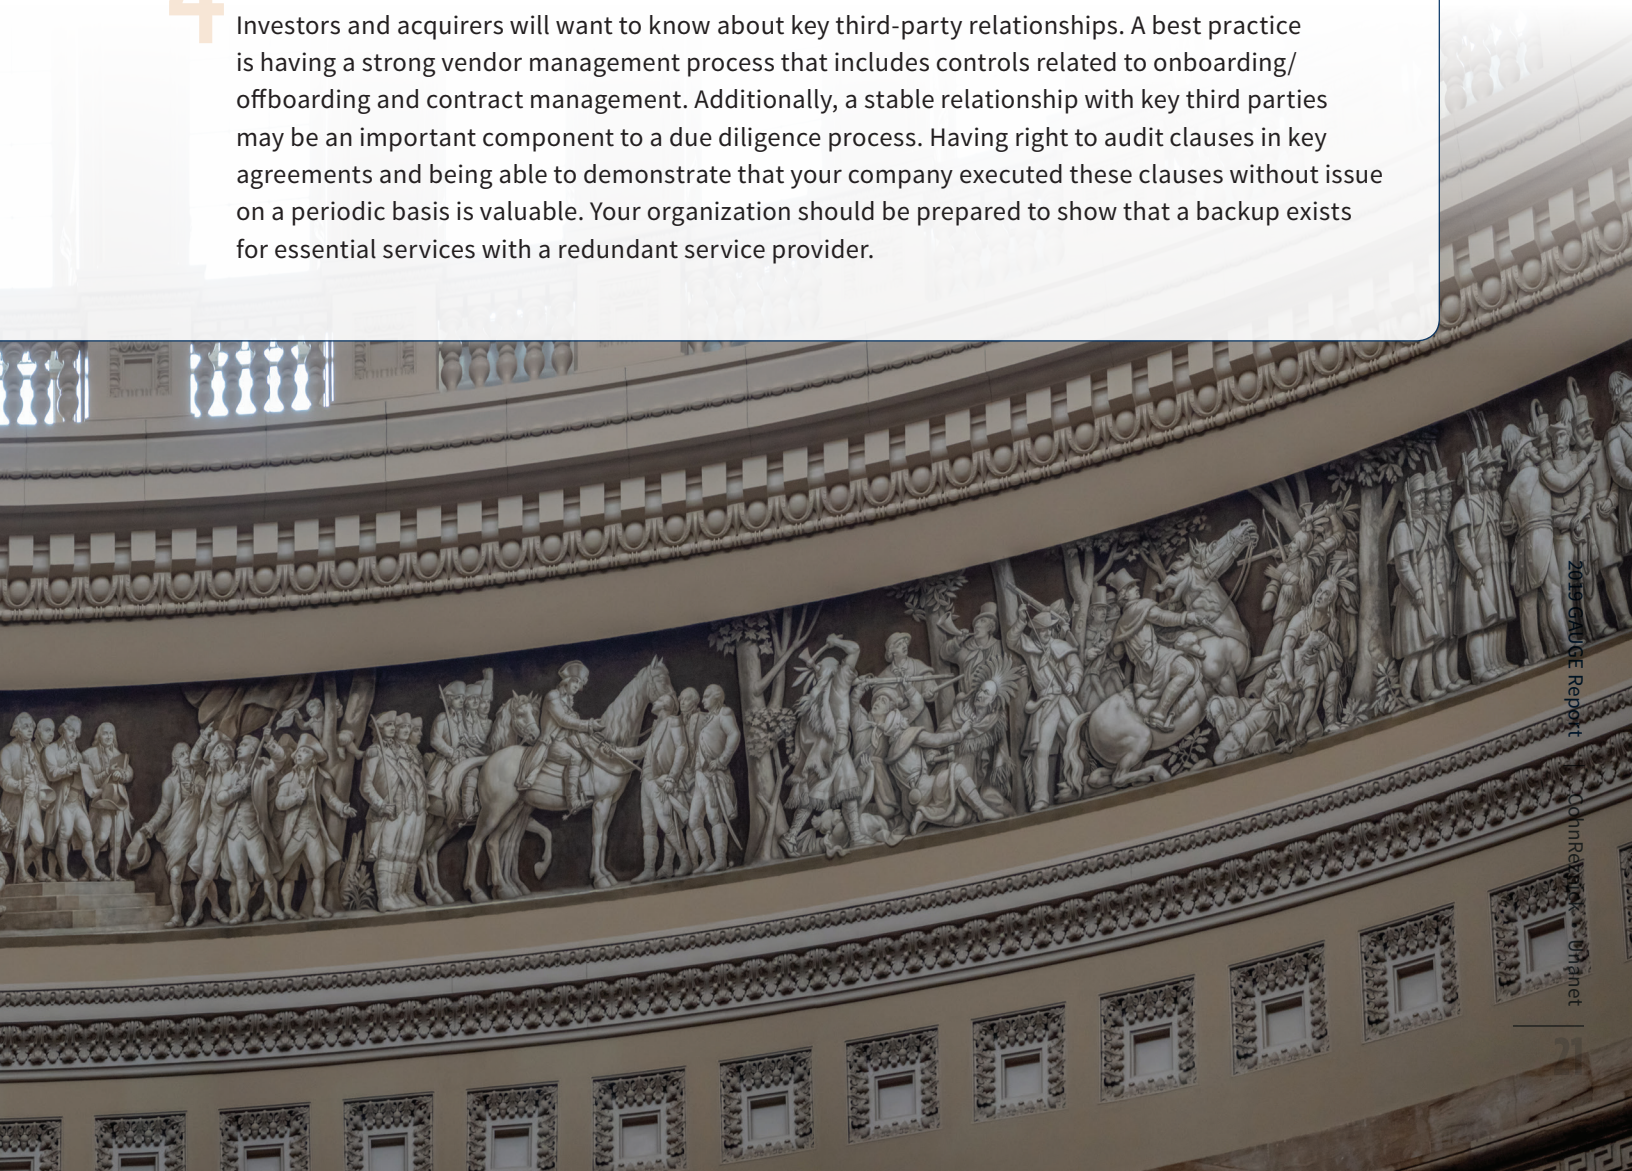 4
Investors and acquirers will want to know about key third-party relationships. A best practice
is having a strong vendor management process that includes controls related to onboarding/
offboarding and contract management. Additionally, a stable relationship with key third parties
may be an important component to a due diligence process. Having right to audit clauses in key
agreements and being able to demonstrate that your company executed these clauses without issue
on a periodic basis is valuable. Your organization should be prepared to show that a backup exists
for essential services with a redundant service provider.
2019 GAUGE Report | CohnReznick - Unanet
21